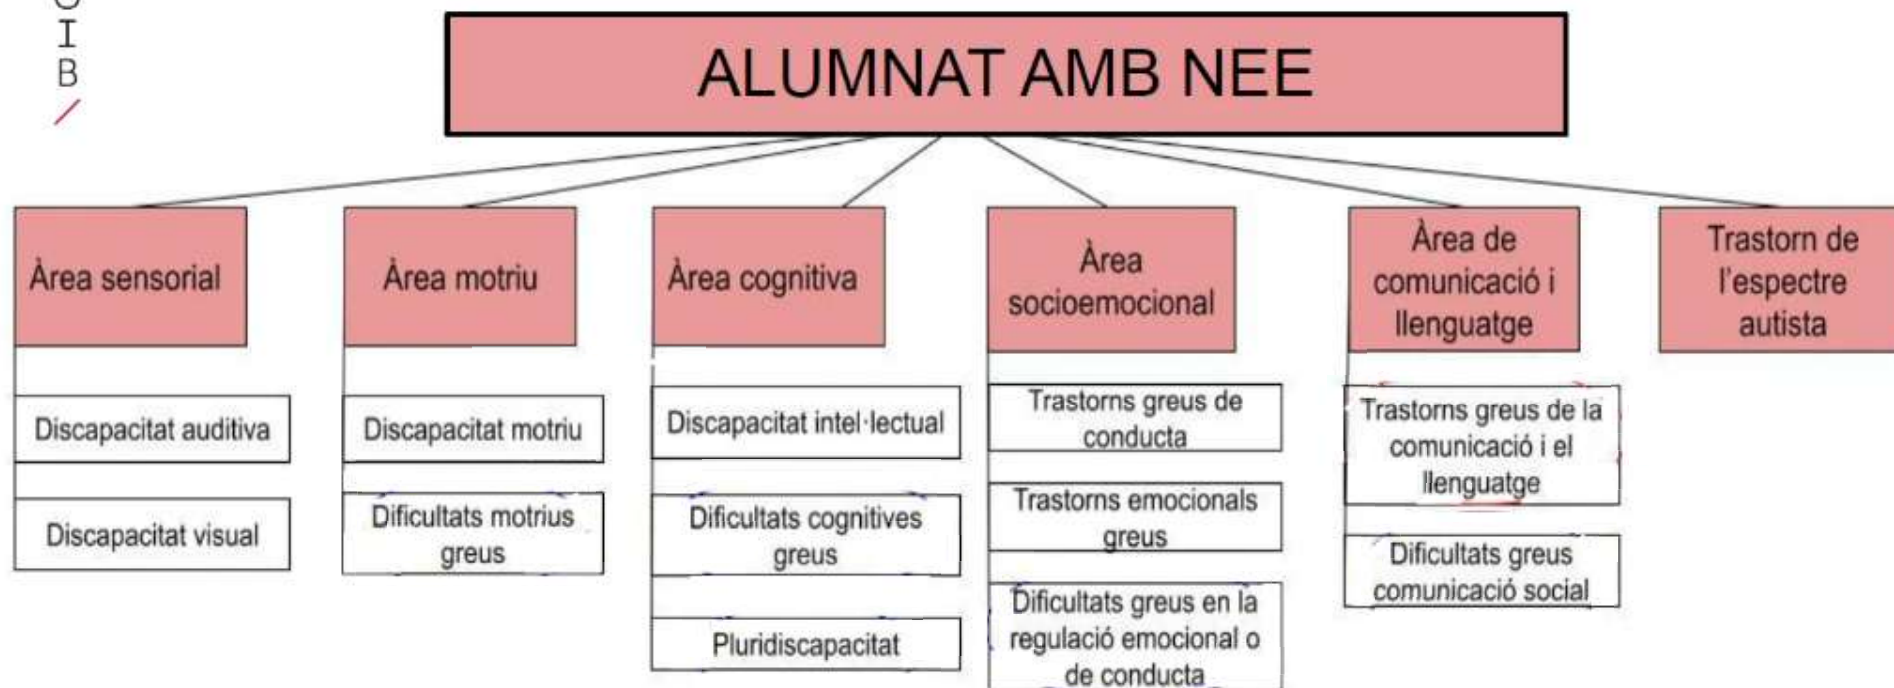 I
B
/
ALUMNAT AMB NEE
Àrea sensorial
Discapacitat auditiva
Discapacitat visual
Àrea motriu
Discapacitat motriu
Dificultats motrius
greus
Àrea cognitiva
Discapacitat intel·lectual
Dificultats cognitives
greus
Pluridiscapacitat
Àrea
socioemocional
Trastorns greus de
conducta
Trastorns emocionals
greus
Dificultats greus en la
regulació emocional o
de conducta
Àrea de
comunicació i
llenguatge
Trastorns greus de la
comunicació i el
llenguatge
Dificultats greus
comunicació social
Trastorn de
l'espectre
autista